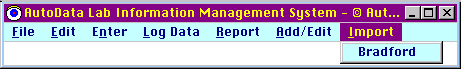 AutoData Lab Information Management System - © Aut...
File Edit Enter Log Data Report Add/Edit Import
Bradford